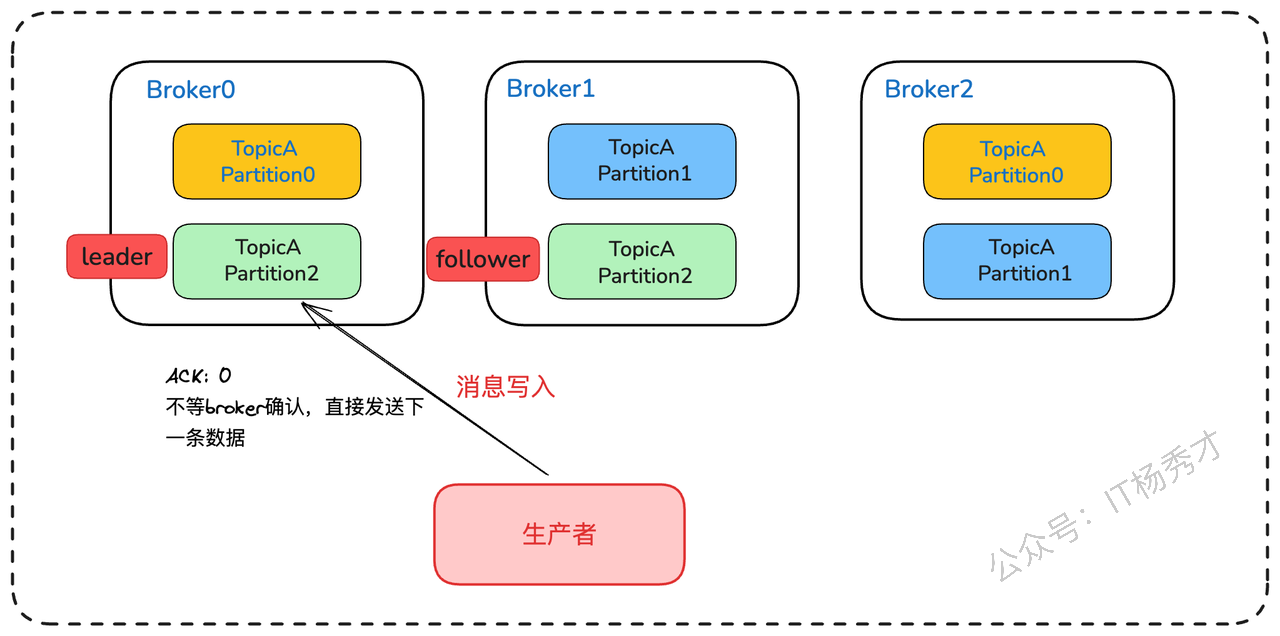 Broker0
TopicA
Partition0
leader
TopicA
Partition2
Broker1
TopicA
Partition1
follower
TopicA
Partition2
Broker2
TopicA
Partition0
TopicA
Partition1
ACK: 0
不等broker确认，直接发送下
一条数据
消息写入
生产者
公众号：IT杨秀才